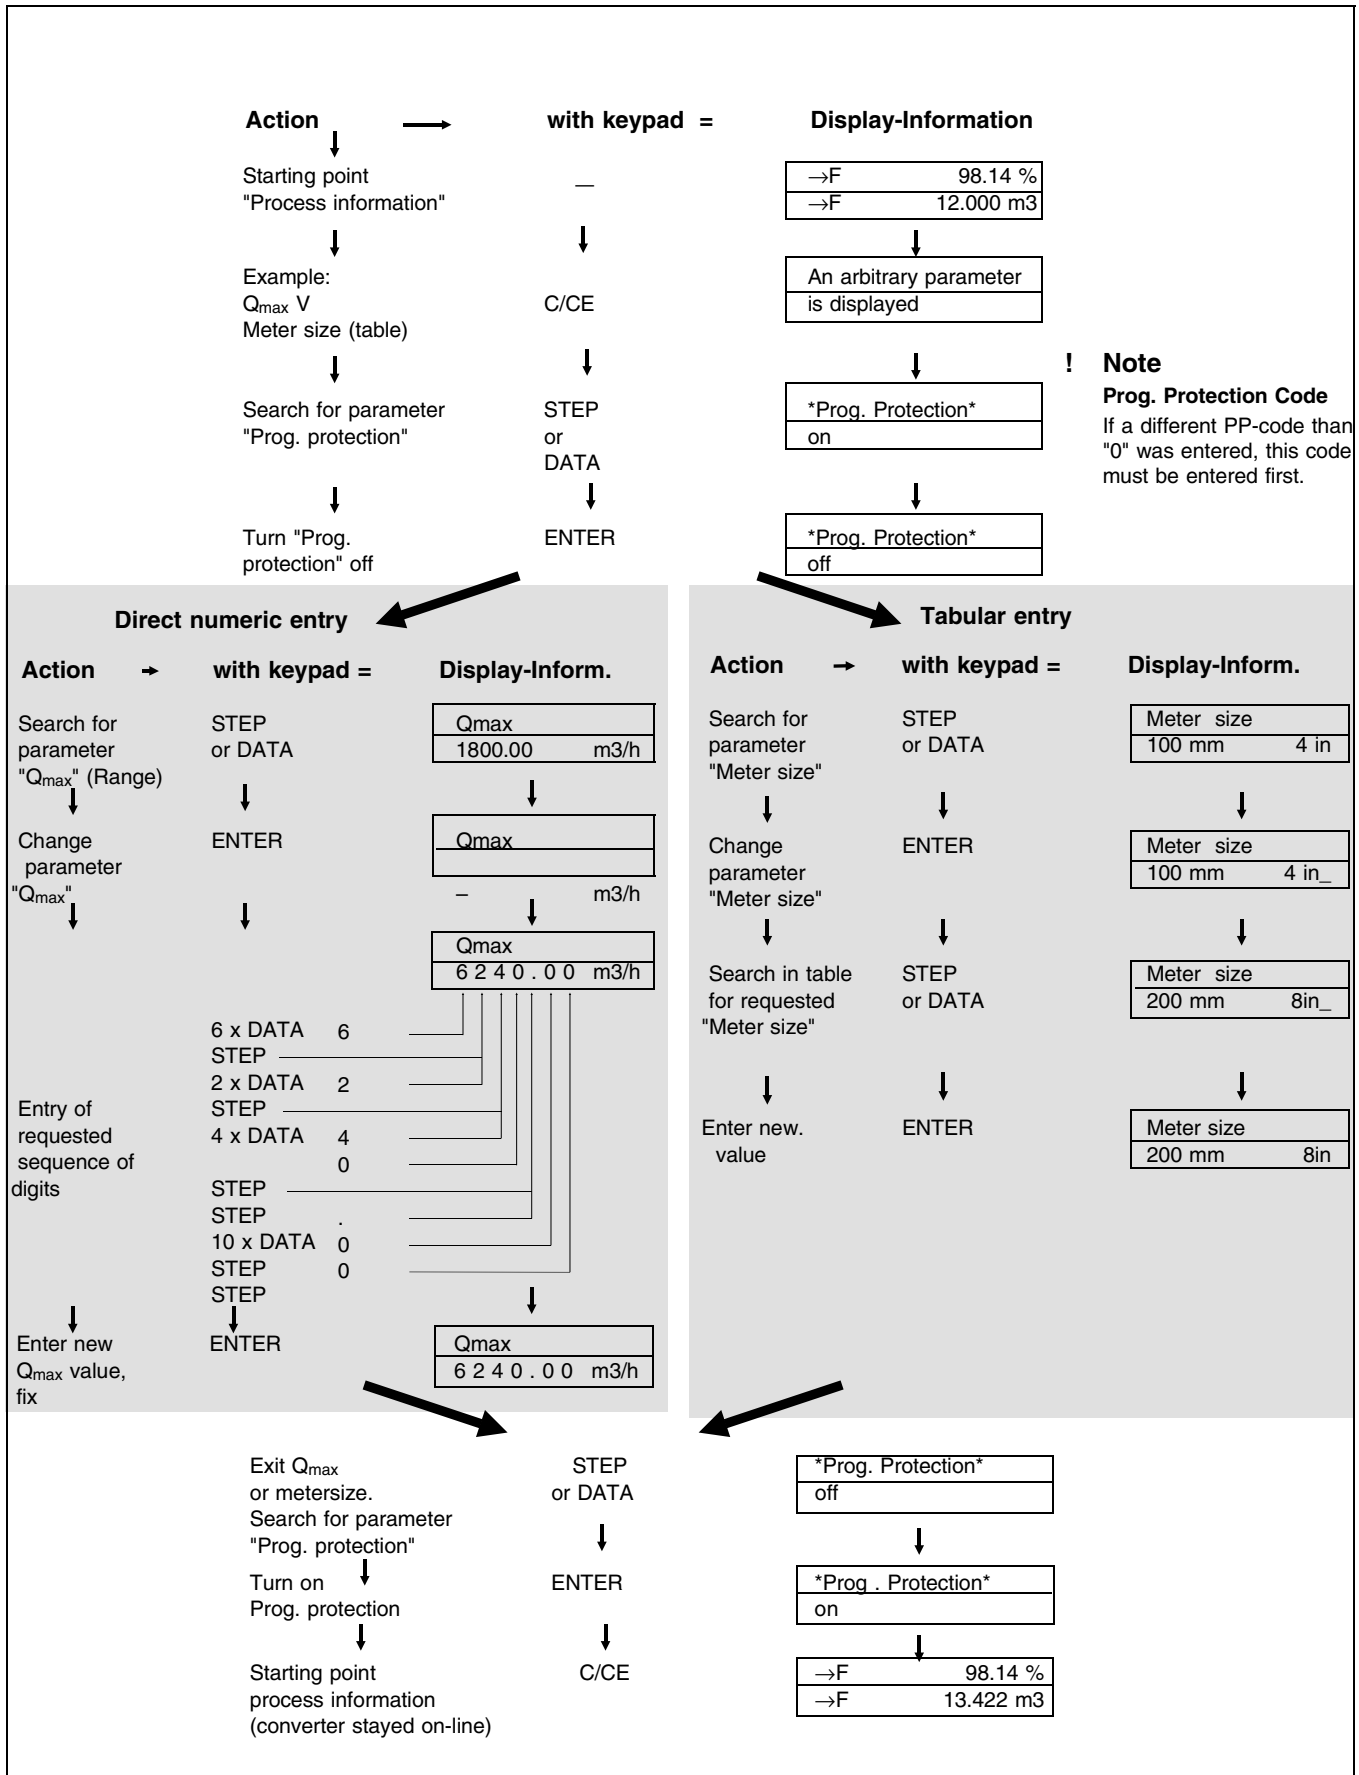 Action → with keypad = Display-Information
Starting point
"Process information"
—
→F 98.14 %
→F 12.000 m3
Example:
Qmax V
Meter size (table)
C/CE
An arbitrary parameter
is displayed
Search for parameter
"Prog. protection"
STEP
or
DATA
*Prog. Protection*
on
! Note
Prog. Protection Code
If a different PP-code than
"0" was entered, this code
must be entered first.
Turn "Prog.
protection" off
ENTER
*Prog. Protection*
off
Direct numeric entry
Action → with keypad = Display-Inform.
Search for
parameter
"Qmax" (Range)
STEP
or DATA
Qmax
1800.00 m3/h
Change
parameter
"Qmax"
ENTER
Qmax
– m3/h
Qmax
6 2 4 0 . 0 0 m3/h
Entry of
requested
sequence of
digits
6 x DATA 6
STEP
2 x DATA 2
STEP
4 x DATA 4
0
STEP
STEP .
10 x DATA 0
STEP 0
STEP
Enter new
Qmax value,
fix
ENTER
Qmax
6 2 4 0 . 0 0 m3/h
Tabular entry
Action → with keypad = Display-Inform.
Search for
parameter
"Meter size"
STEP
or DATA
Meter size
100 mm 4 in
Change
parameter
"Meter size"
ENTER
Meter size
100 mm 4 in_
Search in table
for requested
"Meter size"
STEP
or DATA
Meter size
200 mm 8in_
Enter new.
value
ENTER
Meter size
200 mm 8in
Exit Qmax
or metersize.
Search for parameter
"Prog. protection"
STEP
or DATA
*Prog. Protection*
off
Turn on
Prog. protection
ENTER
*Prog . Protection*
on
Starting point
process information
(converter stayed on-line)
C/CE
→F 98.14 %
→F 13.422 m3